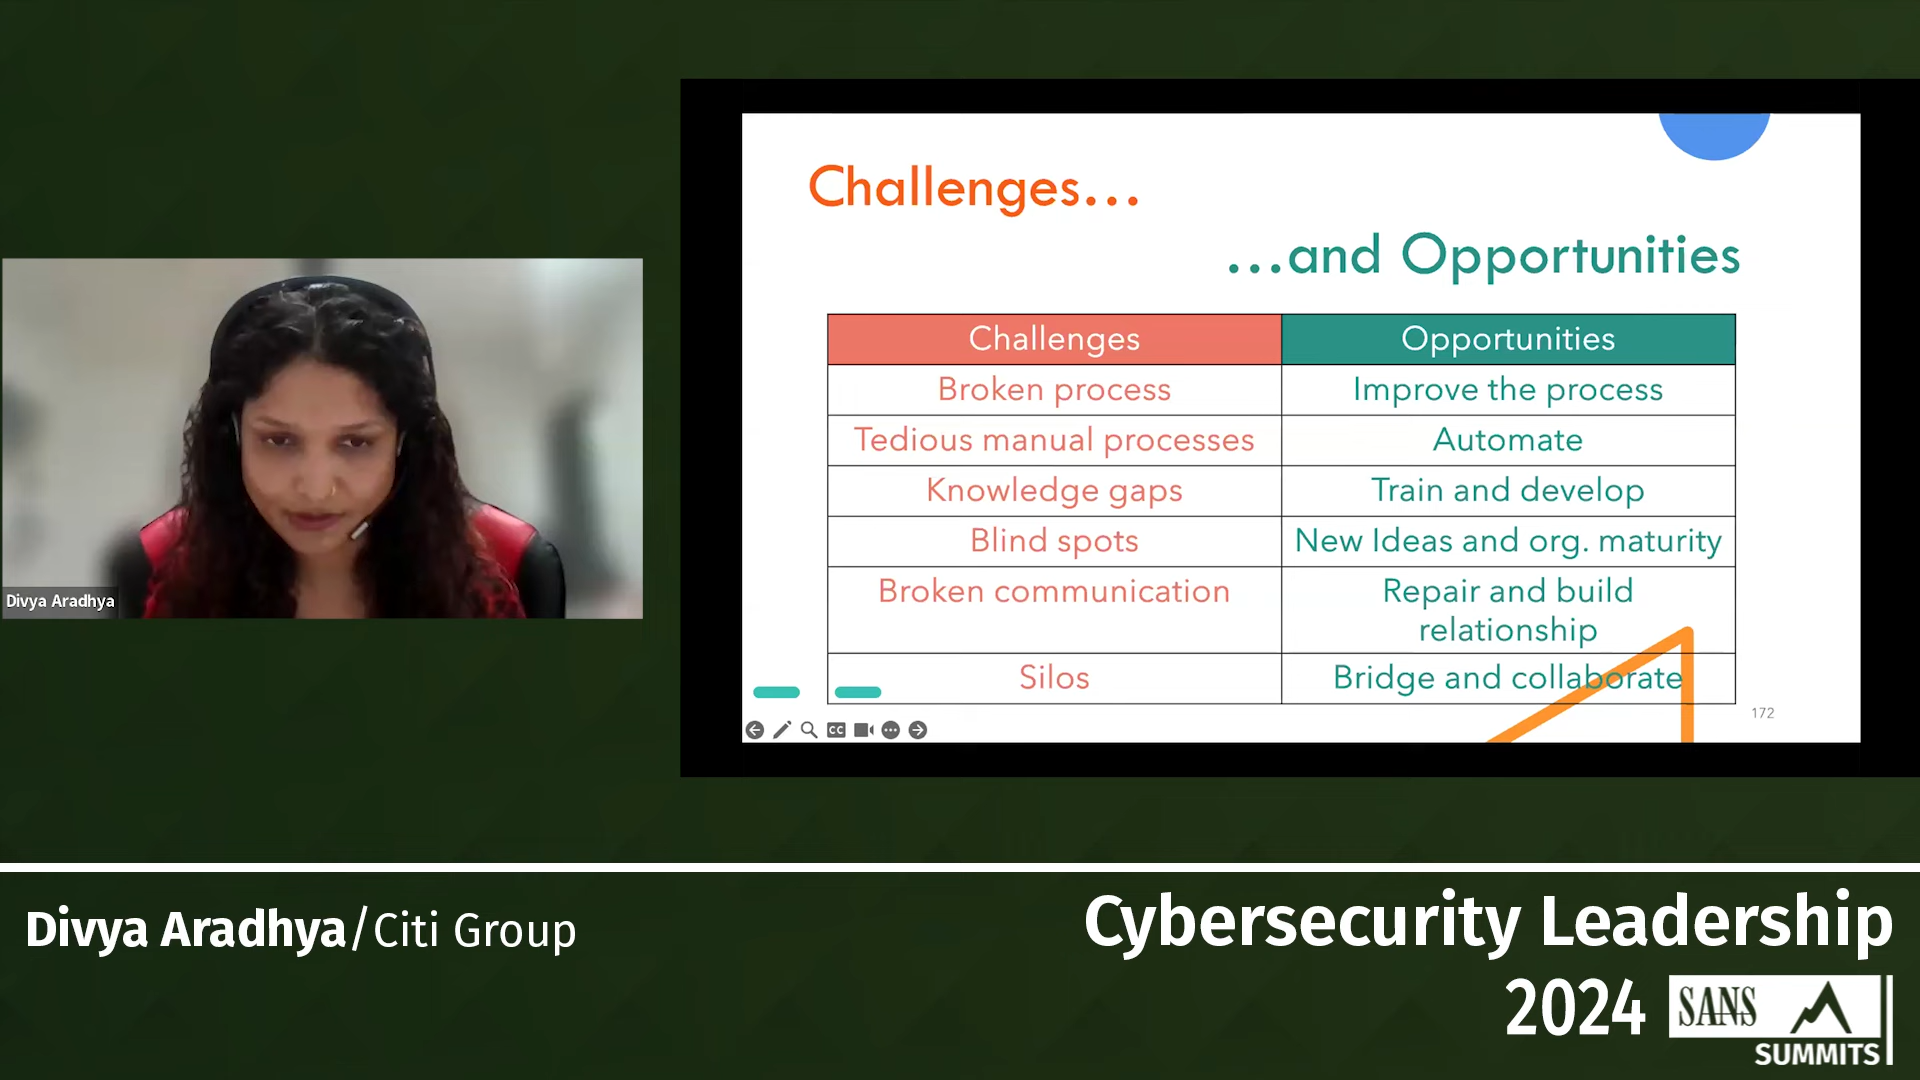 Challenges...
...and Opportunities
Challenges Opportunities
Broken process Improve the process
Tedious manual processes Automate
Knowledge gaps Train and develop
Blind spots New Ideas and org. maturity
Broken communication Repair and build
relationship
Silos Bridge and collaborate
172
CC
Divya Aradhya
Divya Aradhya/Citi Group
Cybersecurity Leadership
2024
SANS
SUMMITS